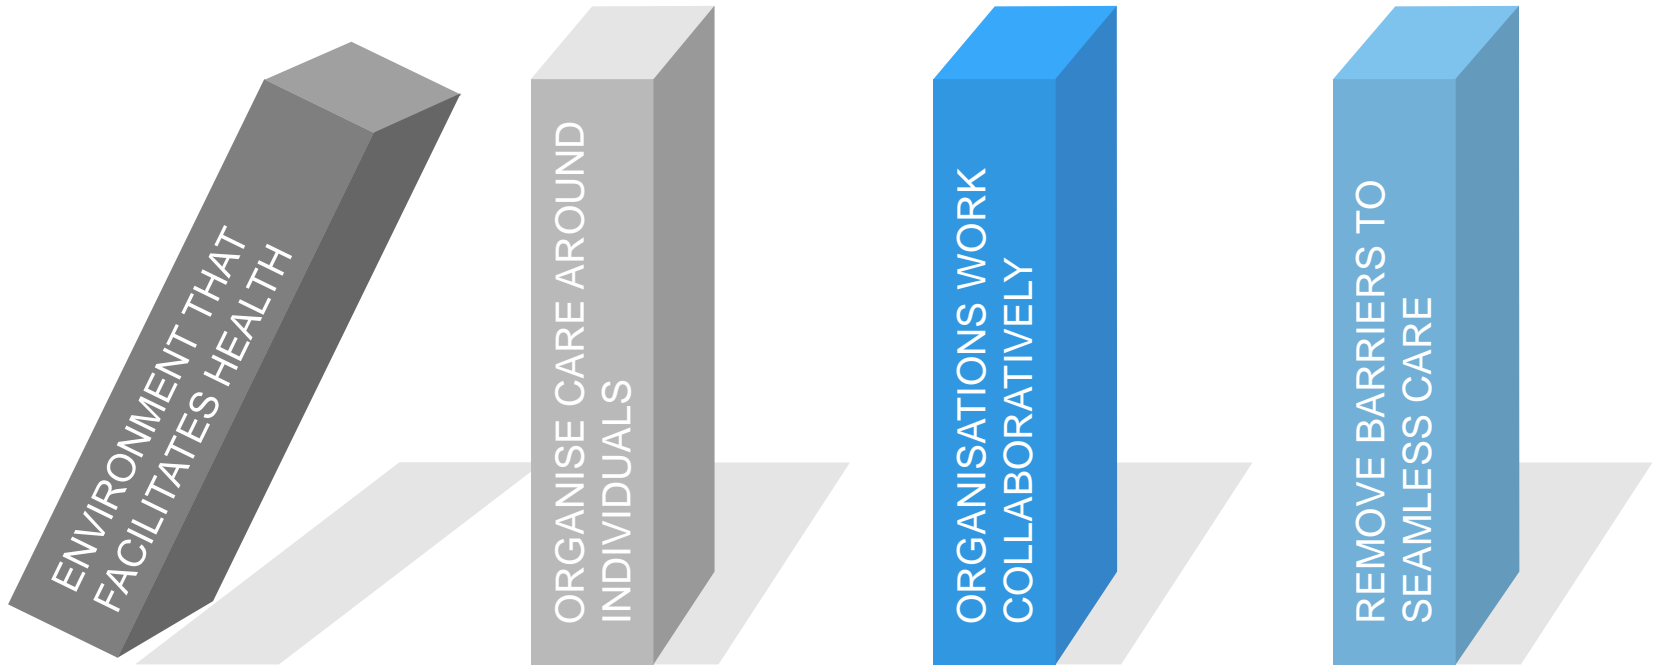 ENVIRONMENT THAT
FACILITATES HEALTH
ORGANISE CARE AROUND
INDIVIDUALS
ORGANISATIONS WORK
COLLABORATIVELY
REMOVE BARRIERS TO
SEAMLESS CARE